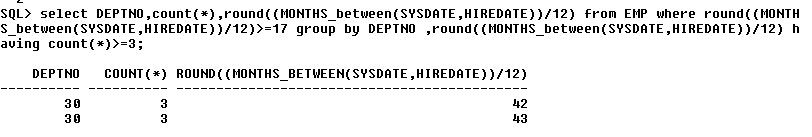 SQL> select DEPTNO,count(*),round((MONTHS_between(SYSDATE,HIREDATE))/12) from EMP where round((MONTH
S_between(SYSDATE,HIREDATE))/12)>=17 group by DEPTNO ,round((MONTHS_between(SYSDATE,HIREDATE))/12) h
aving count(*)>=3;
DEPTNO COUNT(*) ROUND((MONTHS_BETWEEN(SYSDATE,HIREDATE))/12)
---------- ---------- --------------------------------------------
30 3 42
30 3 43